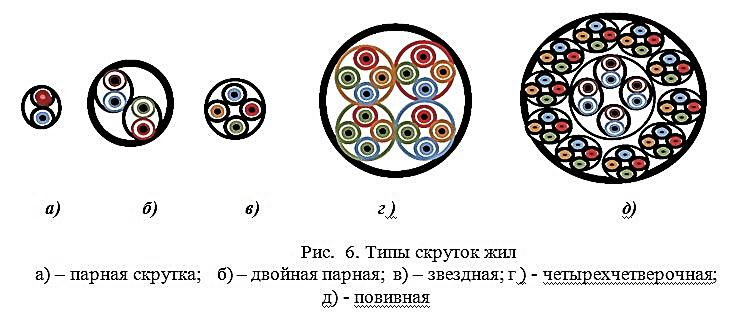 а) б) в) г ) д)
Рис. 6. Типы скруток жил
а) – парная скрутка; б) – двойная парная; в) – звездная; г ) - четырехчетверочная;
д) - повивная